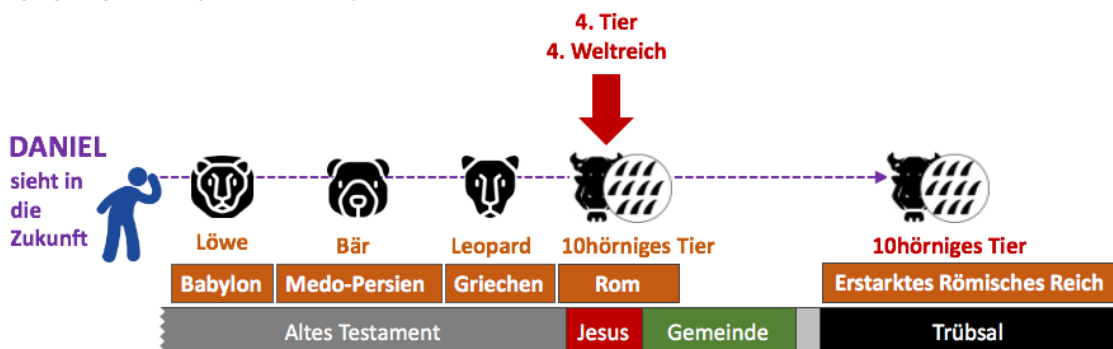 4. Tier
4. Weltreich
DANIEL
sieht in
die
Zukunft
Löwe
Bär
Leopard
10hörniges Tier
10hörniges Tier
Babylon
Medo-Persien
Griechen
Rom
Erstarktes Römisches Reich
Altes Testament
Jesus
Gemeinde
Trübsal